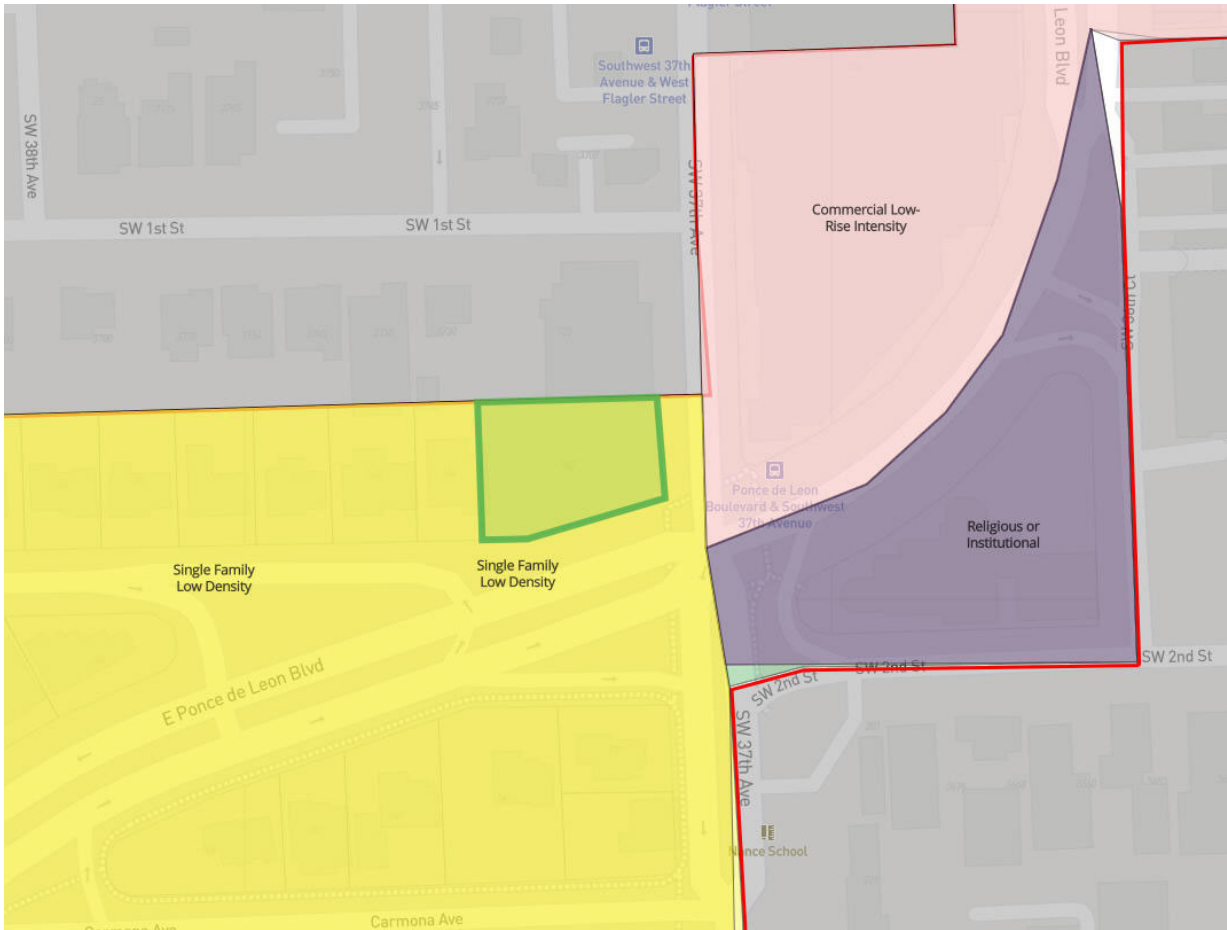 Flagler Street
Leon Blvd
Southwest 37th
Avenue & West
Flagler Street
SW 38th Ave
SW 37th Ave
SW 1st St
SW 1st St
Commercial Low-
Rise Intensity
Ponce de Leon
Boulevard & Southwest
37th Avenue
Religious or
Institutional
Single Family
Low Density
Single Family
Low Density
E Ponce de Leon Blvd
SW 2nd St
SW 2nd St
SW 2nd St
SW 37th Ave
Nance School
Carmona Ave
Carmona Ave